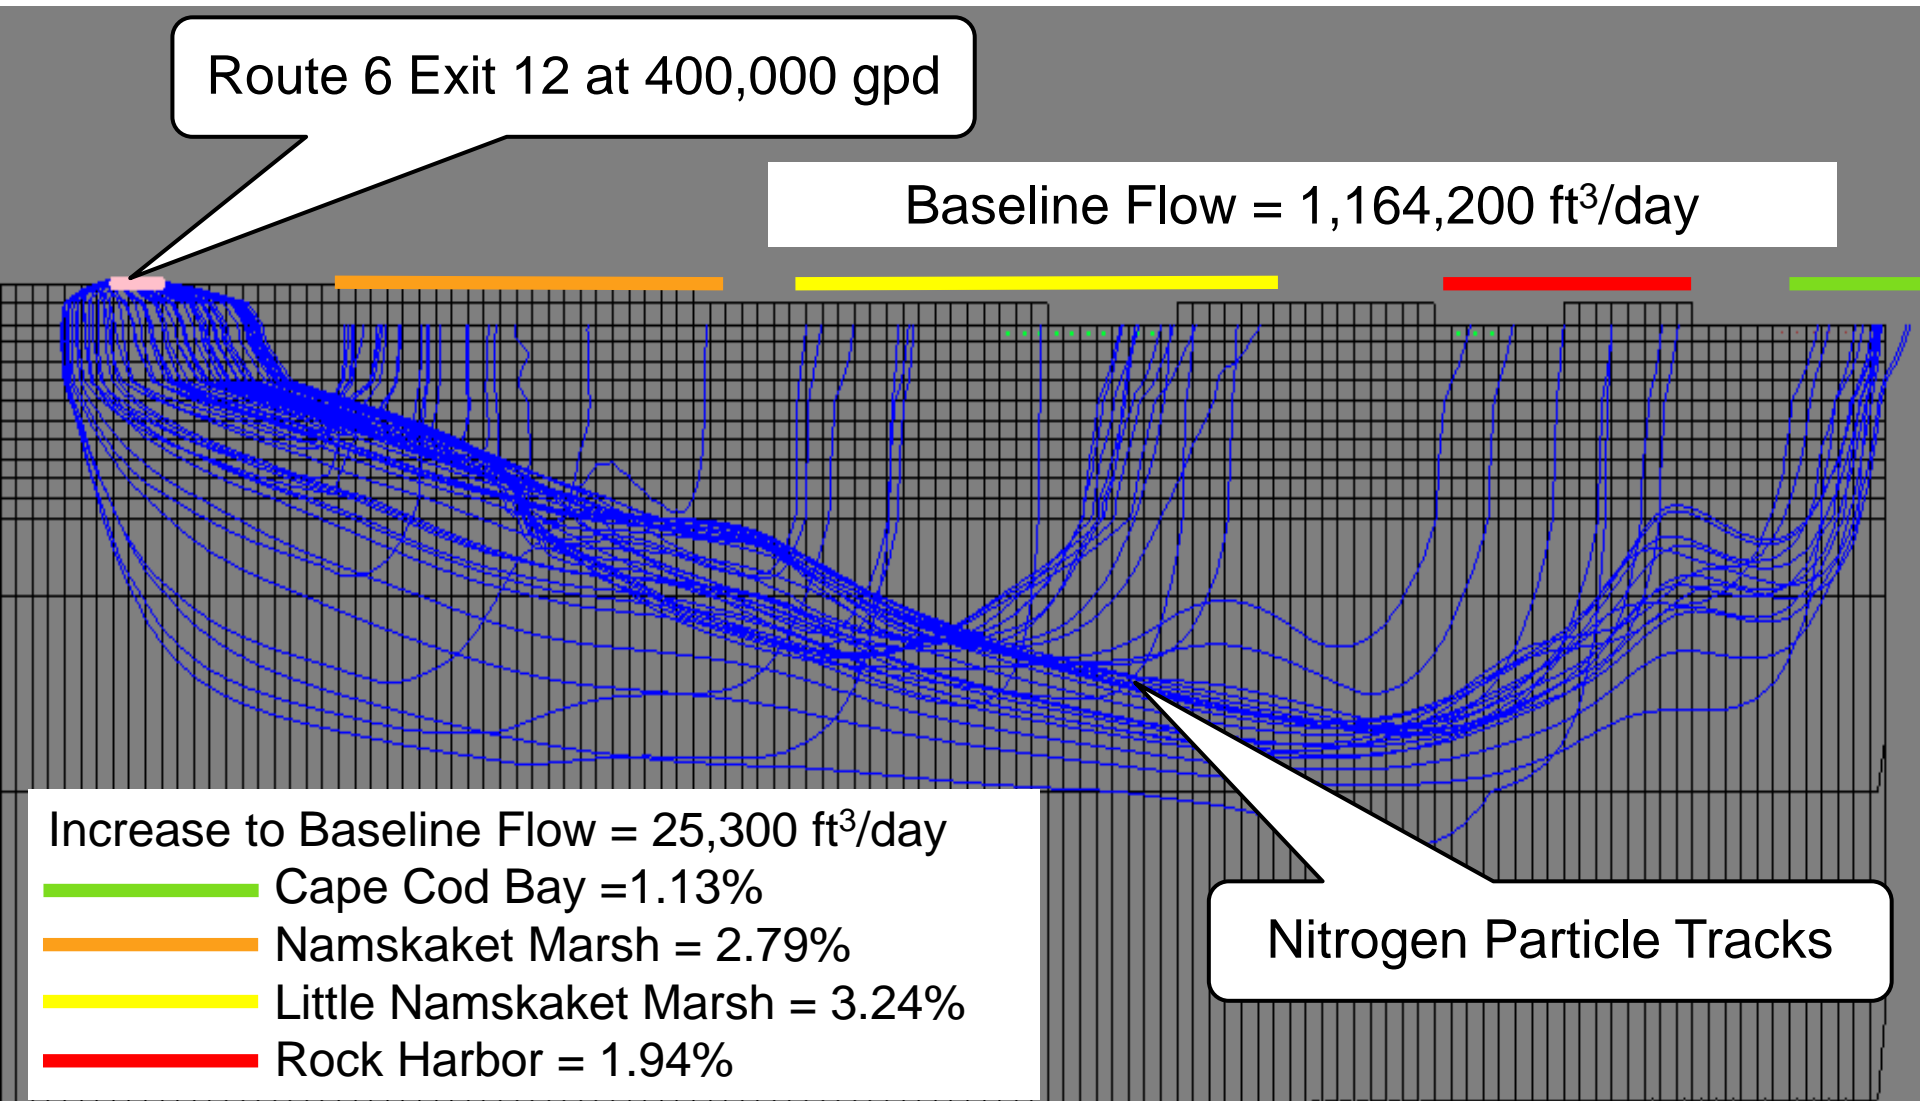 Route 6 Exit 12 at 400,000 gpd
Baseline Flow = 1,164,200 ft³/day
Increase to Baseline Flow = 25,300 ft³/day
Cape Cod Bay =1.13%
Namskaket Marsh = 2.79%
Little Namskaket Marsh = 3.24%
Rock Harbor = 1.94%
Nitrogen Particle Tracks